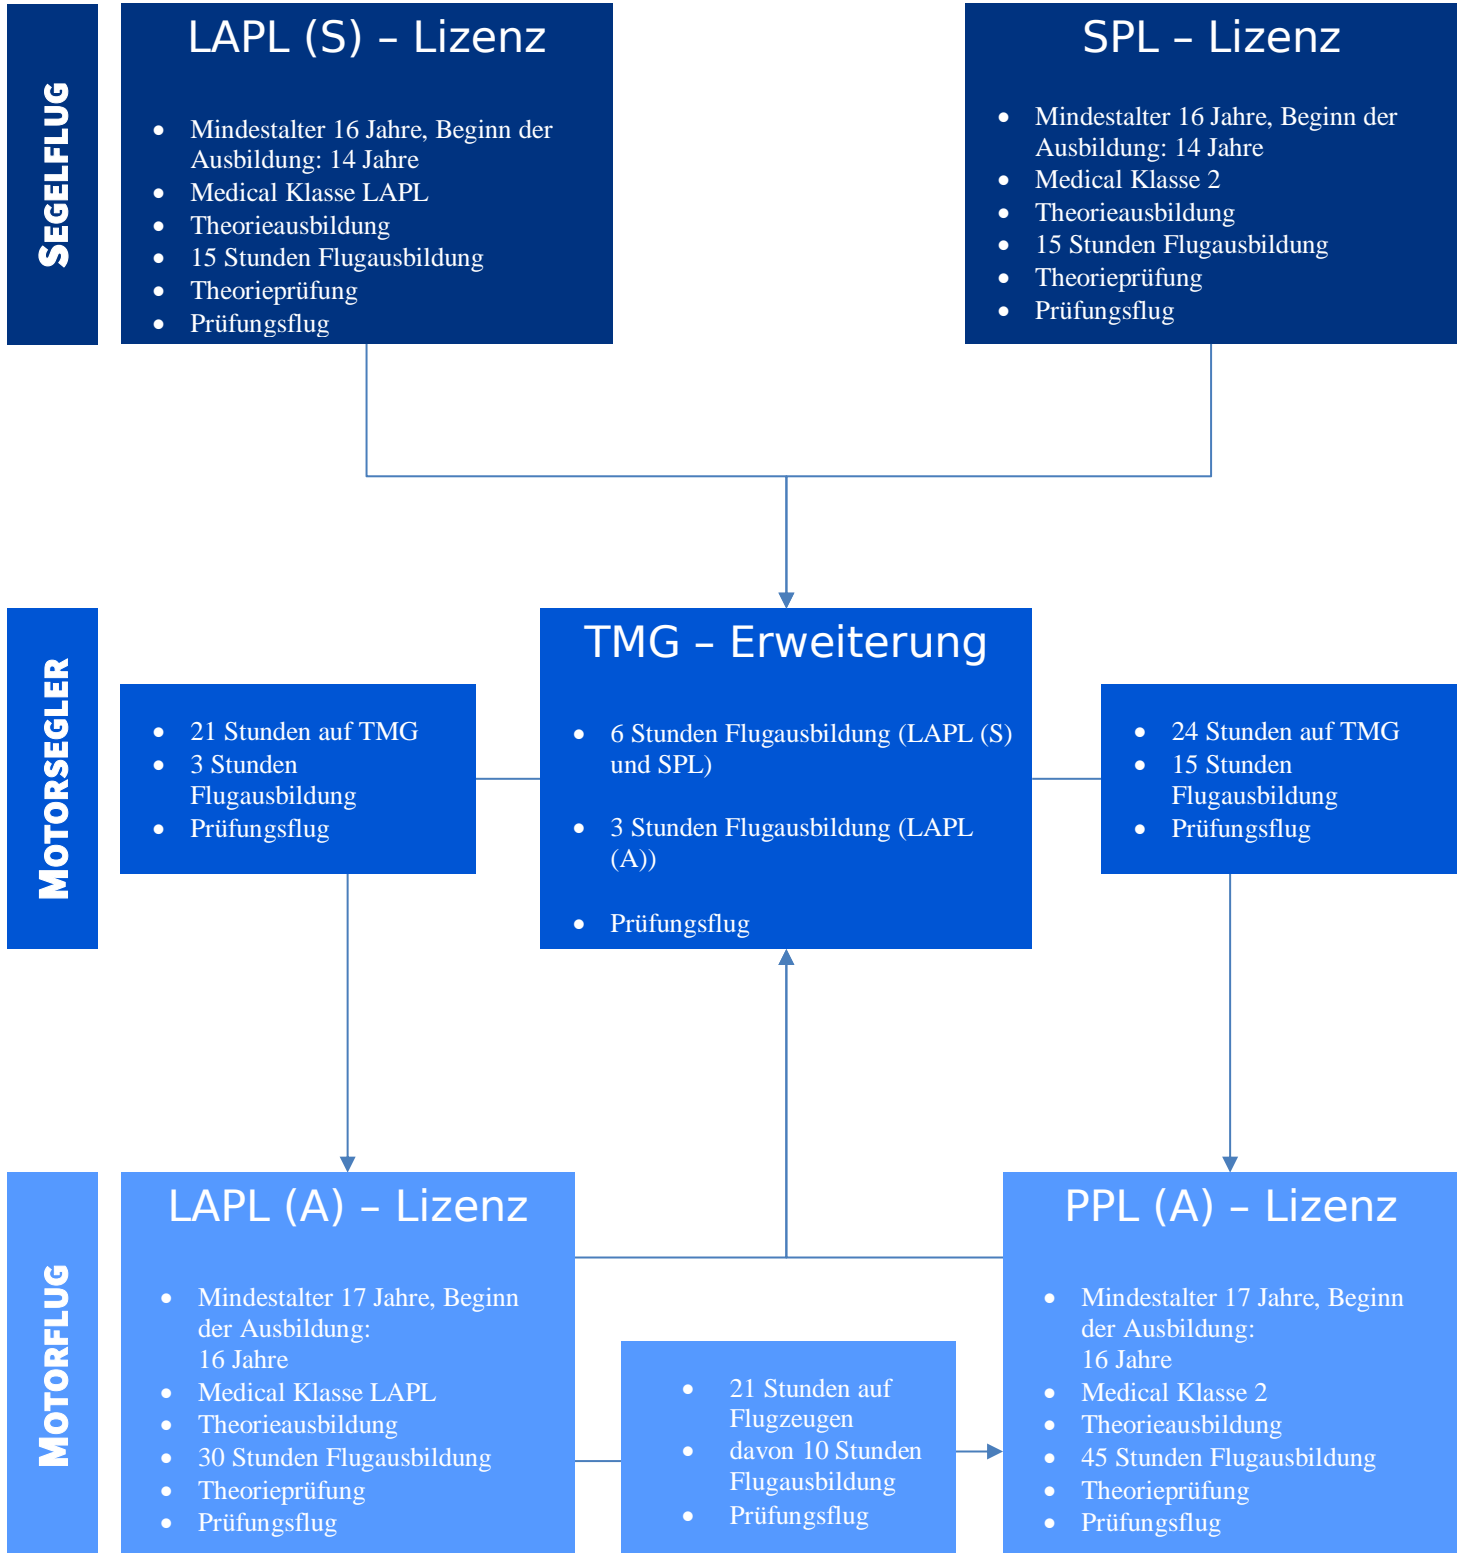 SEGELFLUG
LAPL (S) – Lizenz
• Mindestalter 16 Jahre, Beginn der
Ausbildung: 14 Jahre
• Medical Klasse LAPL
• Theorieausbildung
• 15 Stunden Flugausbildung
• Theorieprüfung
• Prüfungsflug
SPL – Lizenz
• Mindestalter 16 Jahre, Beginn der
Ausbildung: 14 Jahre
• Medical Klasse 2
• Theorieausbildung
• 15 Stunden Flugausbildung
• Theorieprüfung
• Prüfungsflug
MOTORSEGLER
• 21 Stunden auf TMG
• 3 Stunden
Flugausbildung
• Prüfungsflug
TMG – Erweiterung
• 6 Stunden Flugausbildung (LAPL (S)
und SPL)
• 3 Stunden Flugausbildung (LAPL
(A))
• Prüfungsflug
• 24 Stunden auf TMG
• 15 Stunden
Flugausbildung
• Prüfungsflug
MOTORFLUG
LAPL (A) – Lizenz
• Mindestalter 17 Jahre, Beginn
der Ausbildung:
16 Jahre
• Medical Klasse LAPL
• Theorieausbildung
• 30 Stunden Flugausbildung
• Theorieprüfung
• Prüfungsflug
• 21 Stunden auf
Flugzeugen
• davon 10 Stunden
Flugausbildung
• Prüfungsflug
PPL (A) – Lizenz
• Mindestalter 17 Jahre, Beginn
der Ausbildung:
16 Jahre
• Medical Klasse 2
• Theorieausbildung
• 45 Stunden Flugausbildung
• Theorieprüfung
• Prüfungsflug